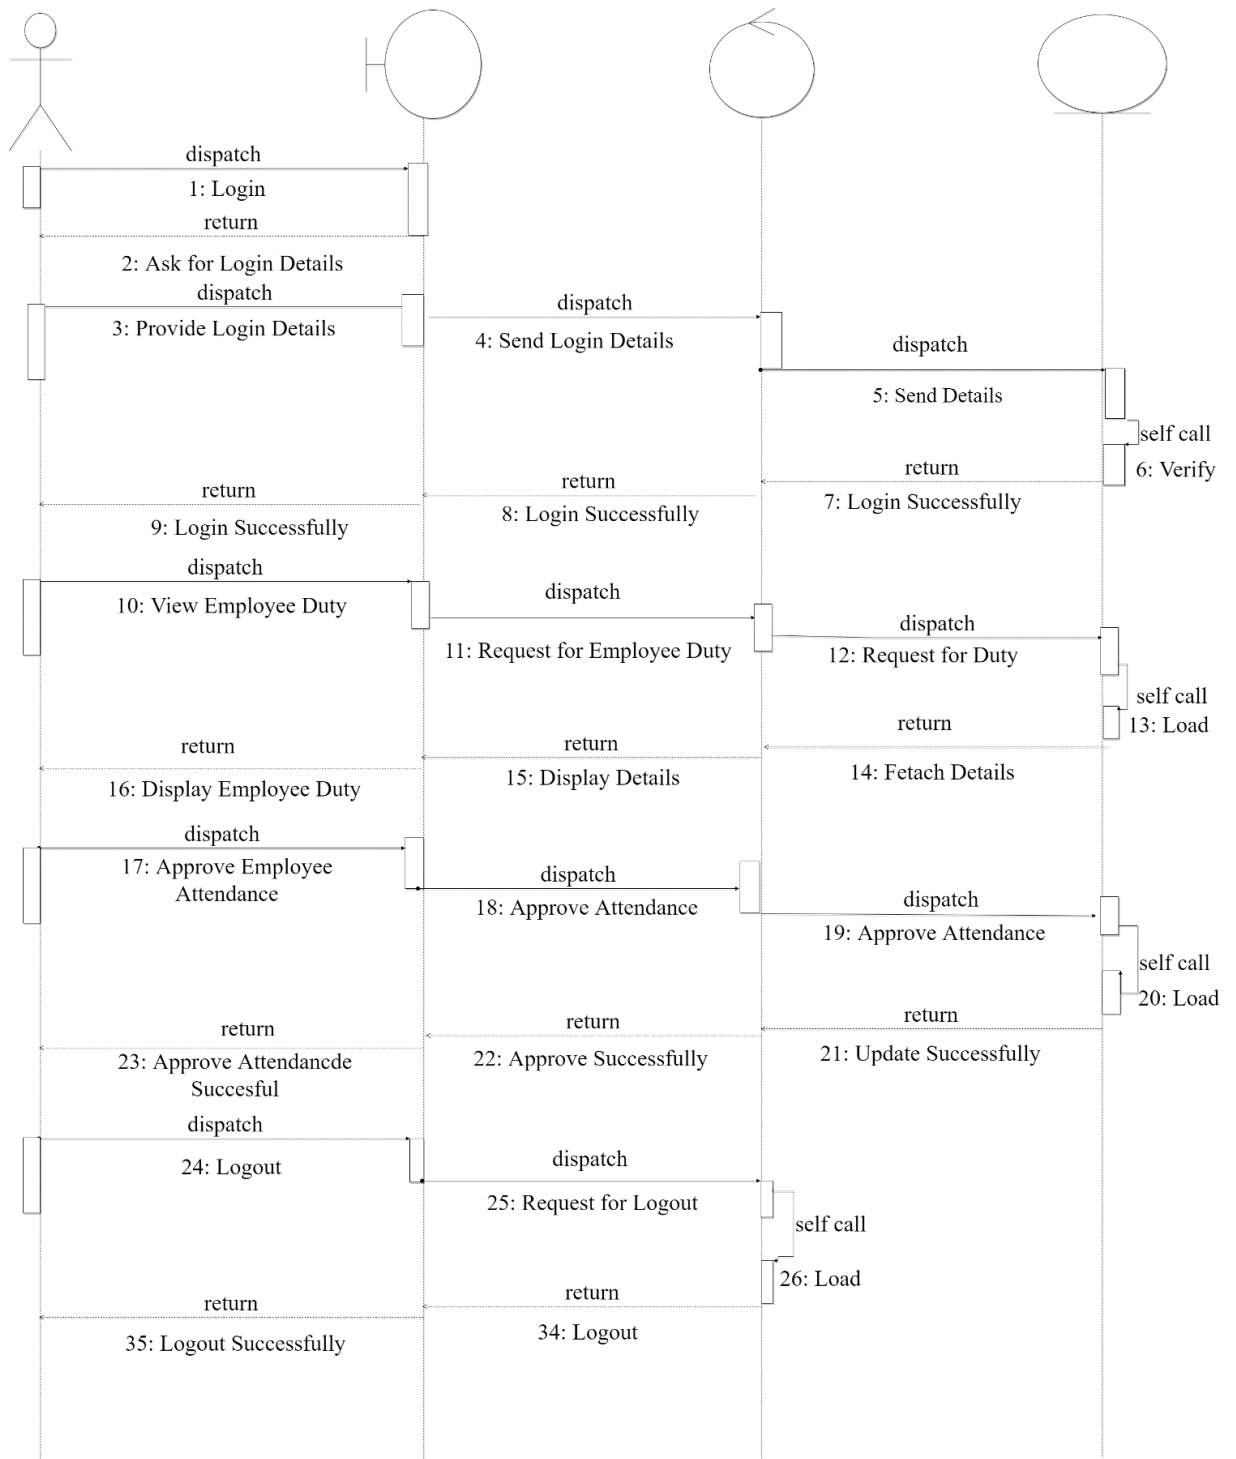 dispatch
1: Login
return
2: Ask for Login Details
dispatch
3: Provide Login Details
dispatch
4: Send Login Details
dispatch
5: Send Details
self call
6: Verify
return
7: Login Successfully
return
8: Login Successfully
return
9: Login Successfully
dispatch
10: View Employee Duty
dispatch
11: Request for Employee Duty
dispatch
12: Request for Duty
self call
13: Load
return
14: Fetach Details
return
15: Display Details
return
16: Display Employee Duty
dispatch
17: Approve Employee
Attendance
dispatch
18: Approve Attendance
dispatch
19: Approve Attendance
self call
20: Load
return
21: Update Successfully
return
22: Approve Successfully
return
23: Approve Attendancde
Succesful
dispatch
24: Logout
dispatch
25: Request for Logout
self call
26: Load
return
34: Logout
return
35: Logout Successfully